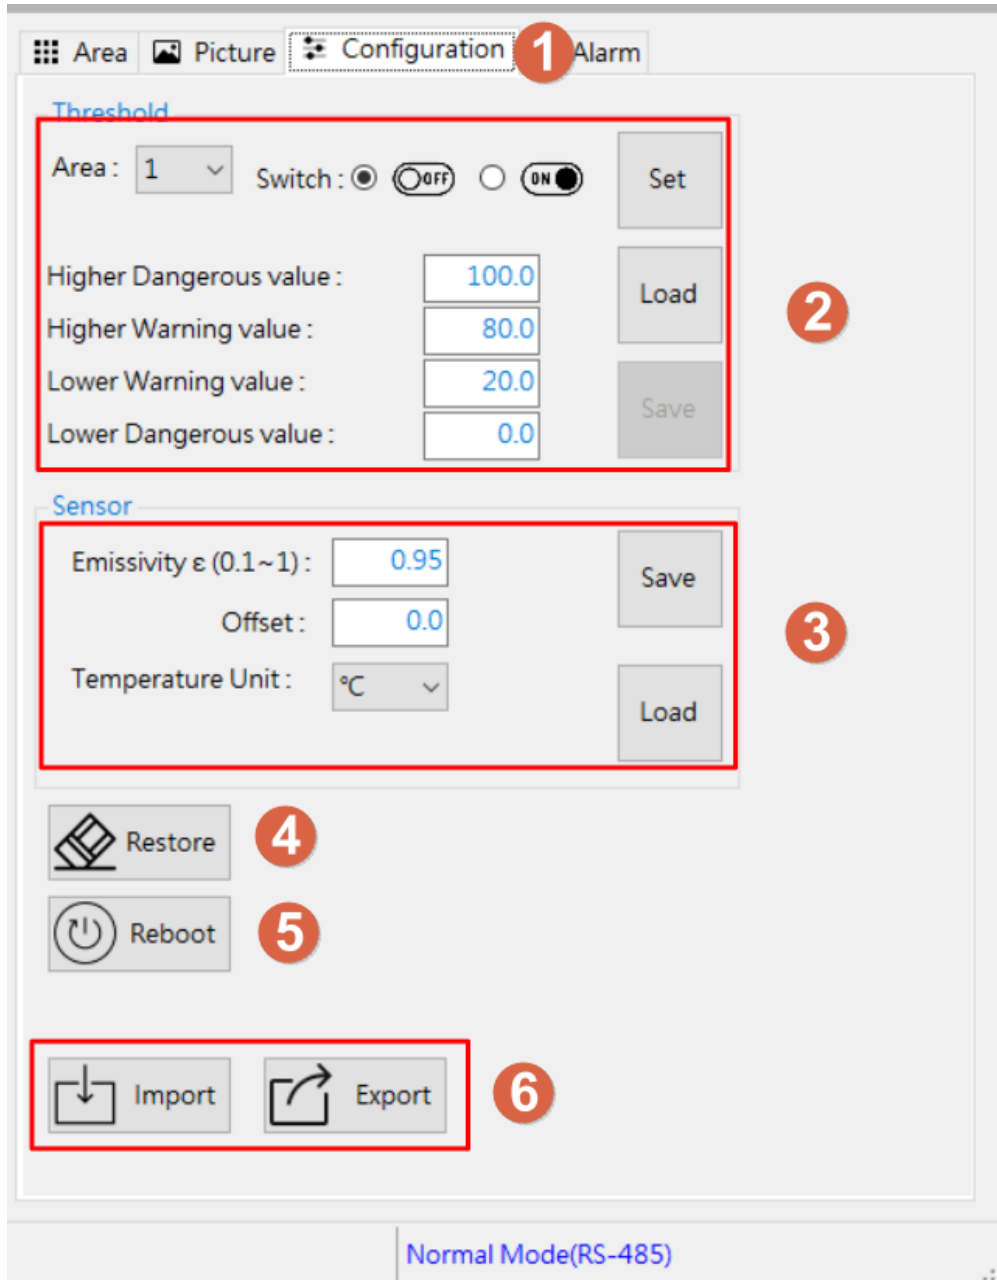 Area Picture Configuration 1 Alarm
Threshold
Area : 1 Switch : OFF ON Set
Higher Dangerous value : 100.0 Load
2
Higher Warning value : 80.0
Lower Warning value : 20.0
Save
Lower Dangerous value : 0.0
Sensor
Emissivity ε (0.1~1) : 0.95 Save
Offset : 0.0
3
Temperature Unit : °C
Load
Restore 4
Reboot 5
Import Export 6
Normal Mode(RS-485)